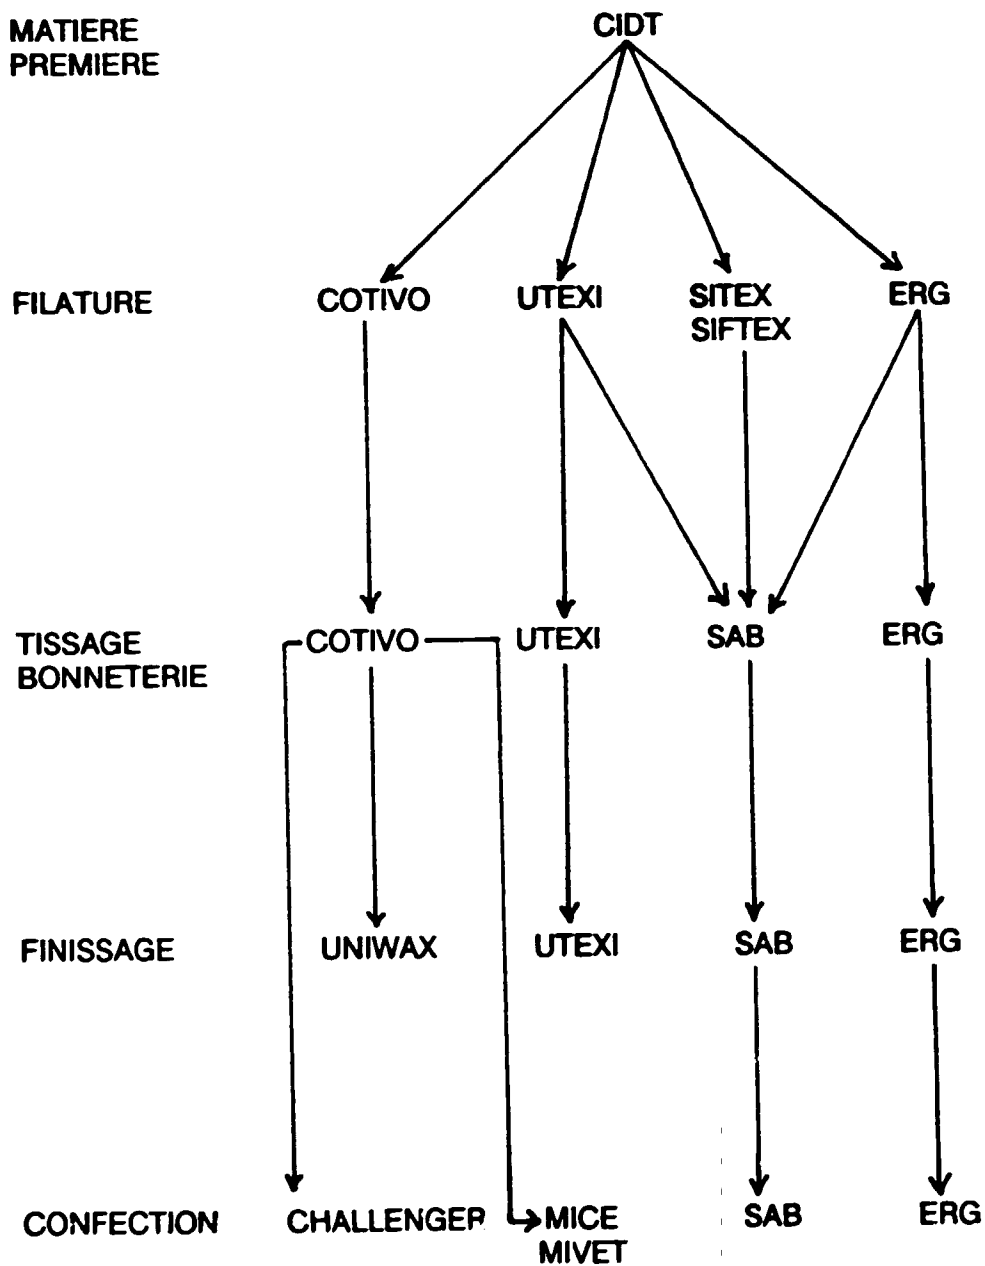 MATIERE
PREMIERE
CIDT
FILATURE
COTIVO
UTEXI
SITEX
SIFTEX
ERG
TISSAGE
BONNETERIE
COTIVO
UTEXI
SAB
ERG
FINISSAGE
UNIWAX
UTEXI
SAB
ERG
CONFECTION
CHALLENGER
MICE
MIVET
SAB
ERG